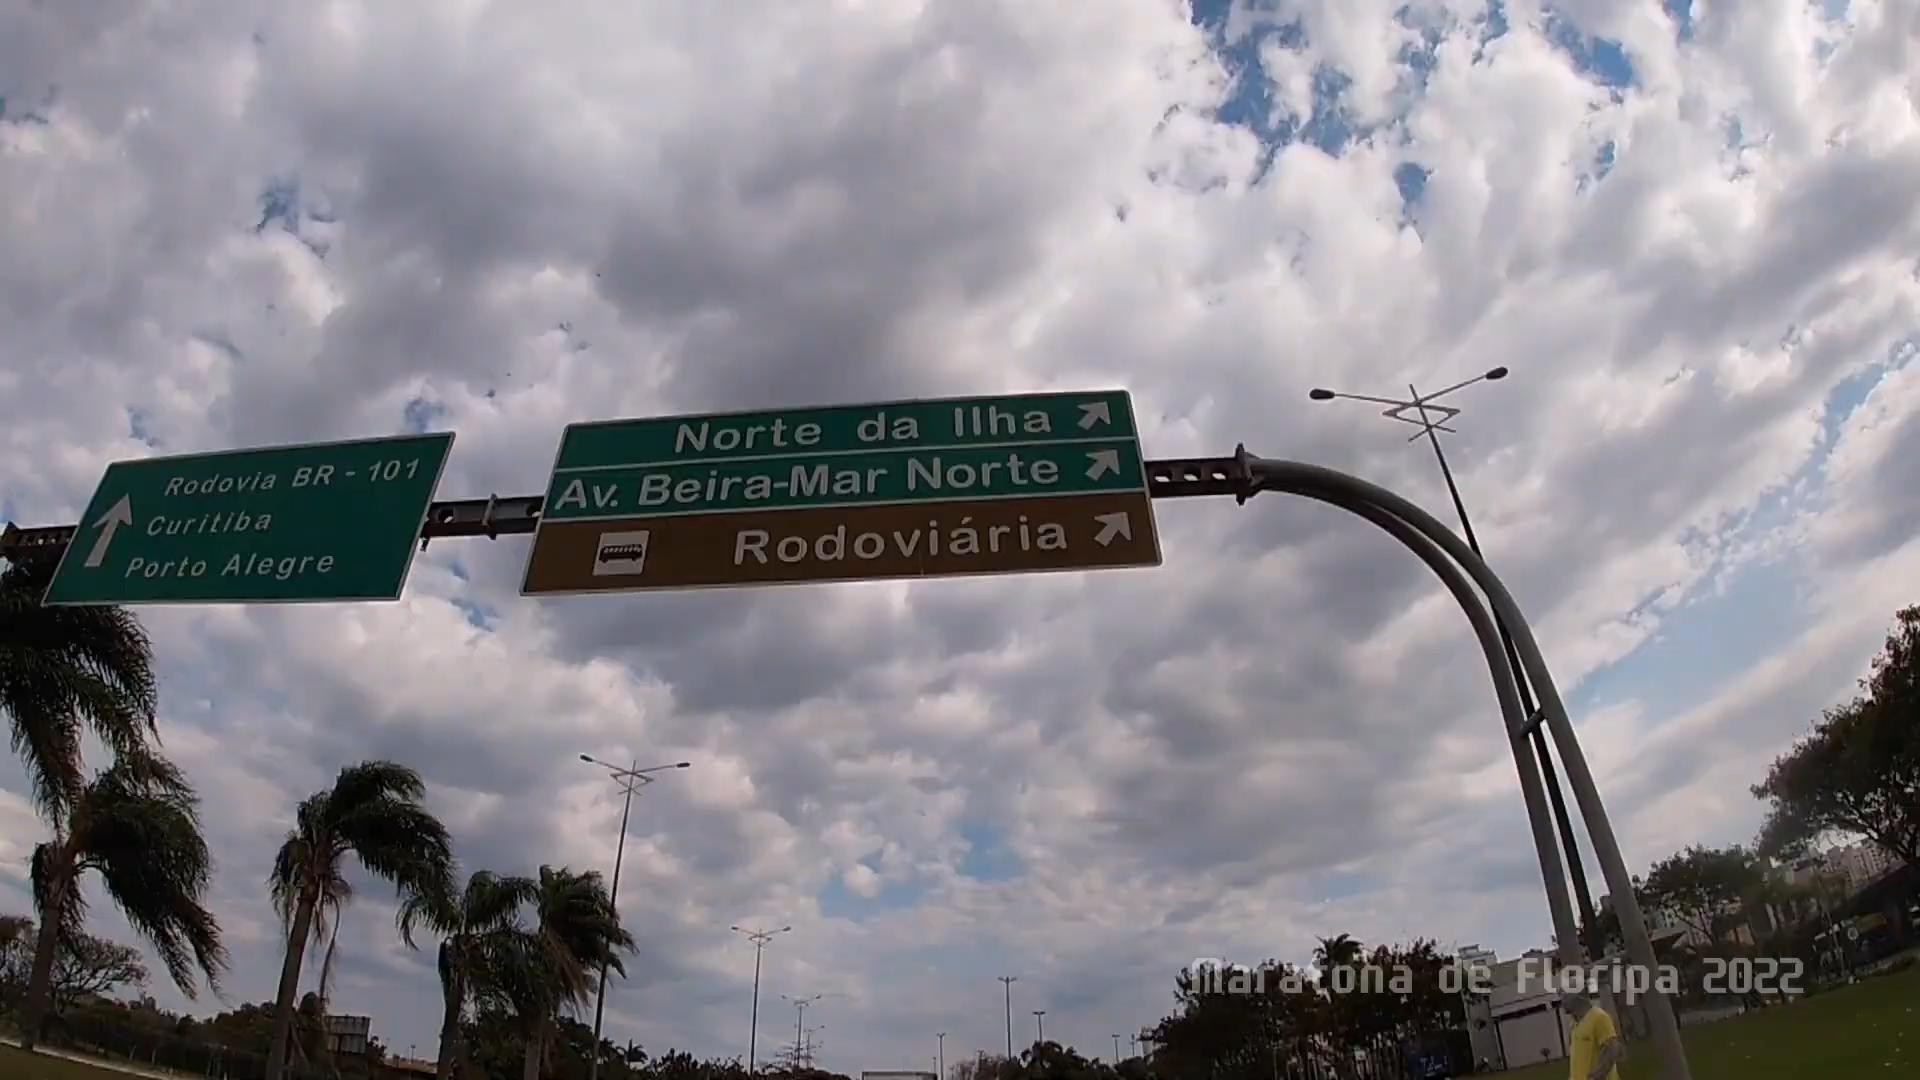 Rodovia BR - 101
Curitiba
Porto Alegre
Norte da Ilha
Av. Beira-Mar Norte
Rodoviária
Maratona de Floripa 2022